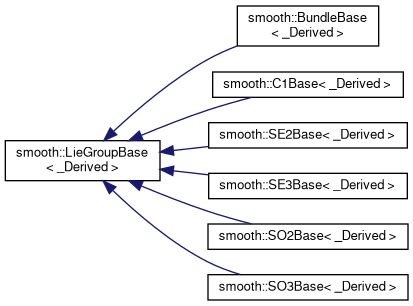 smooth::BundleBase
< _Derived >
smooth::C1Base< _Derived >
smooth::SE2Base< _Derived >
smooth::LieGroupBase
< _Derived >
smooth::SE3Base< _Derived >
smooth::SO2Base< _Derived >
smooth::SO3Base< _Derived >